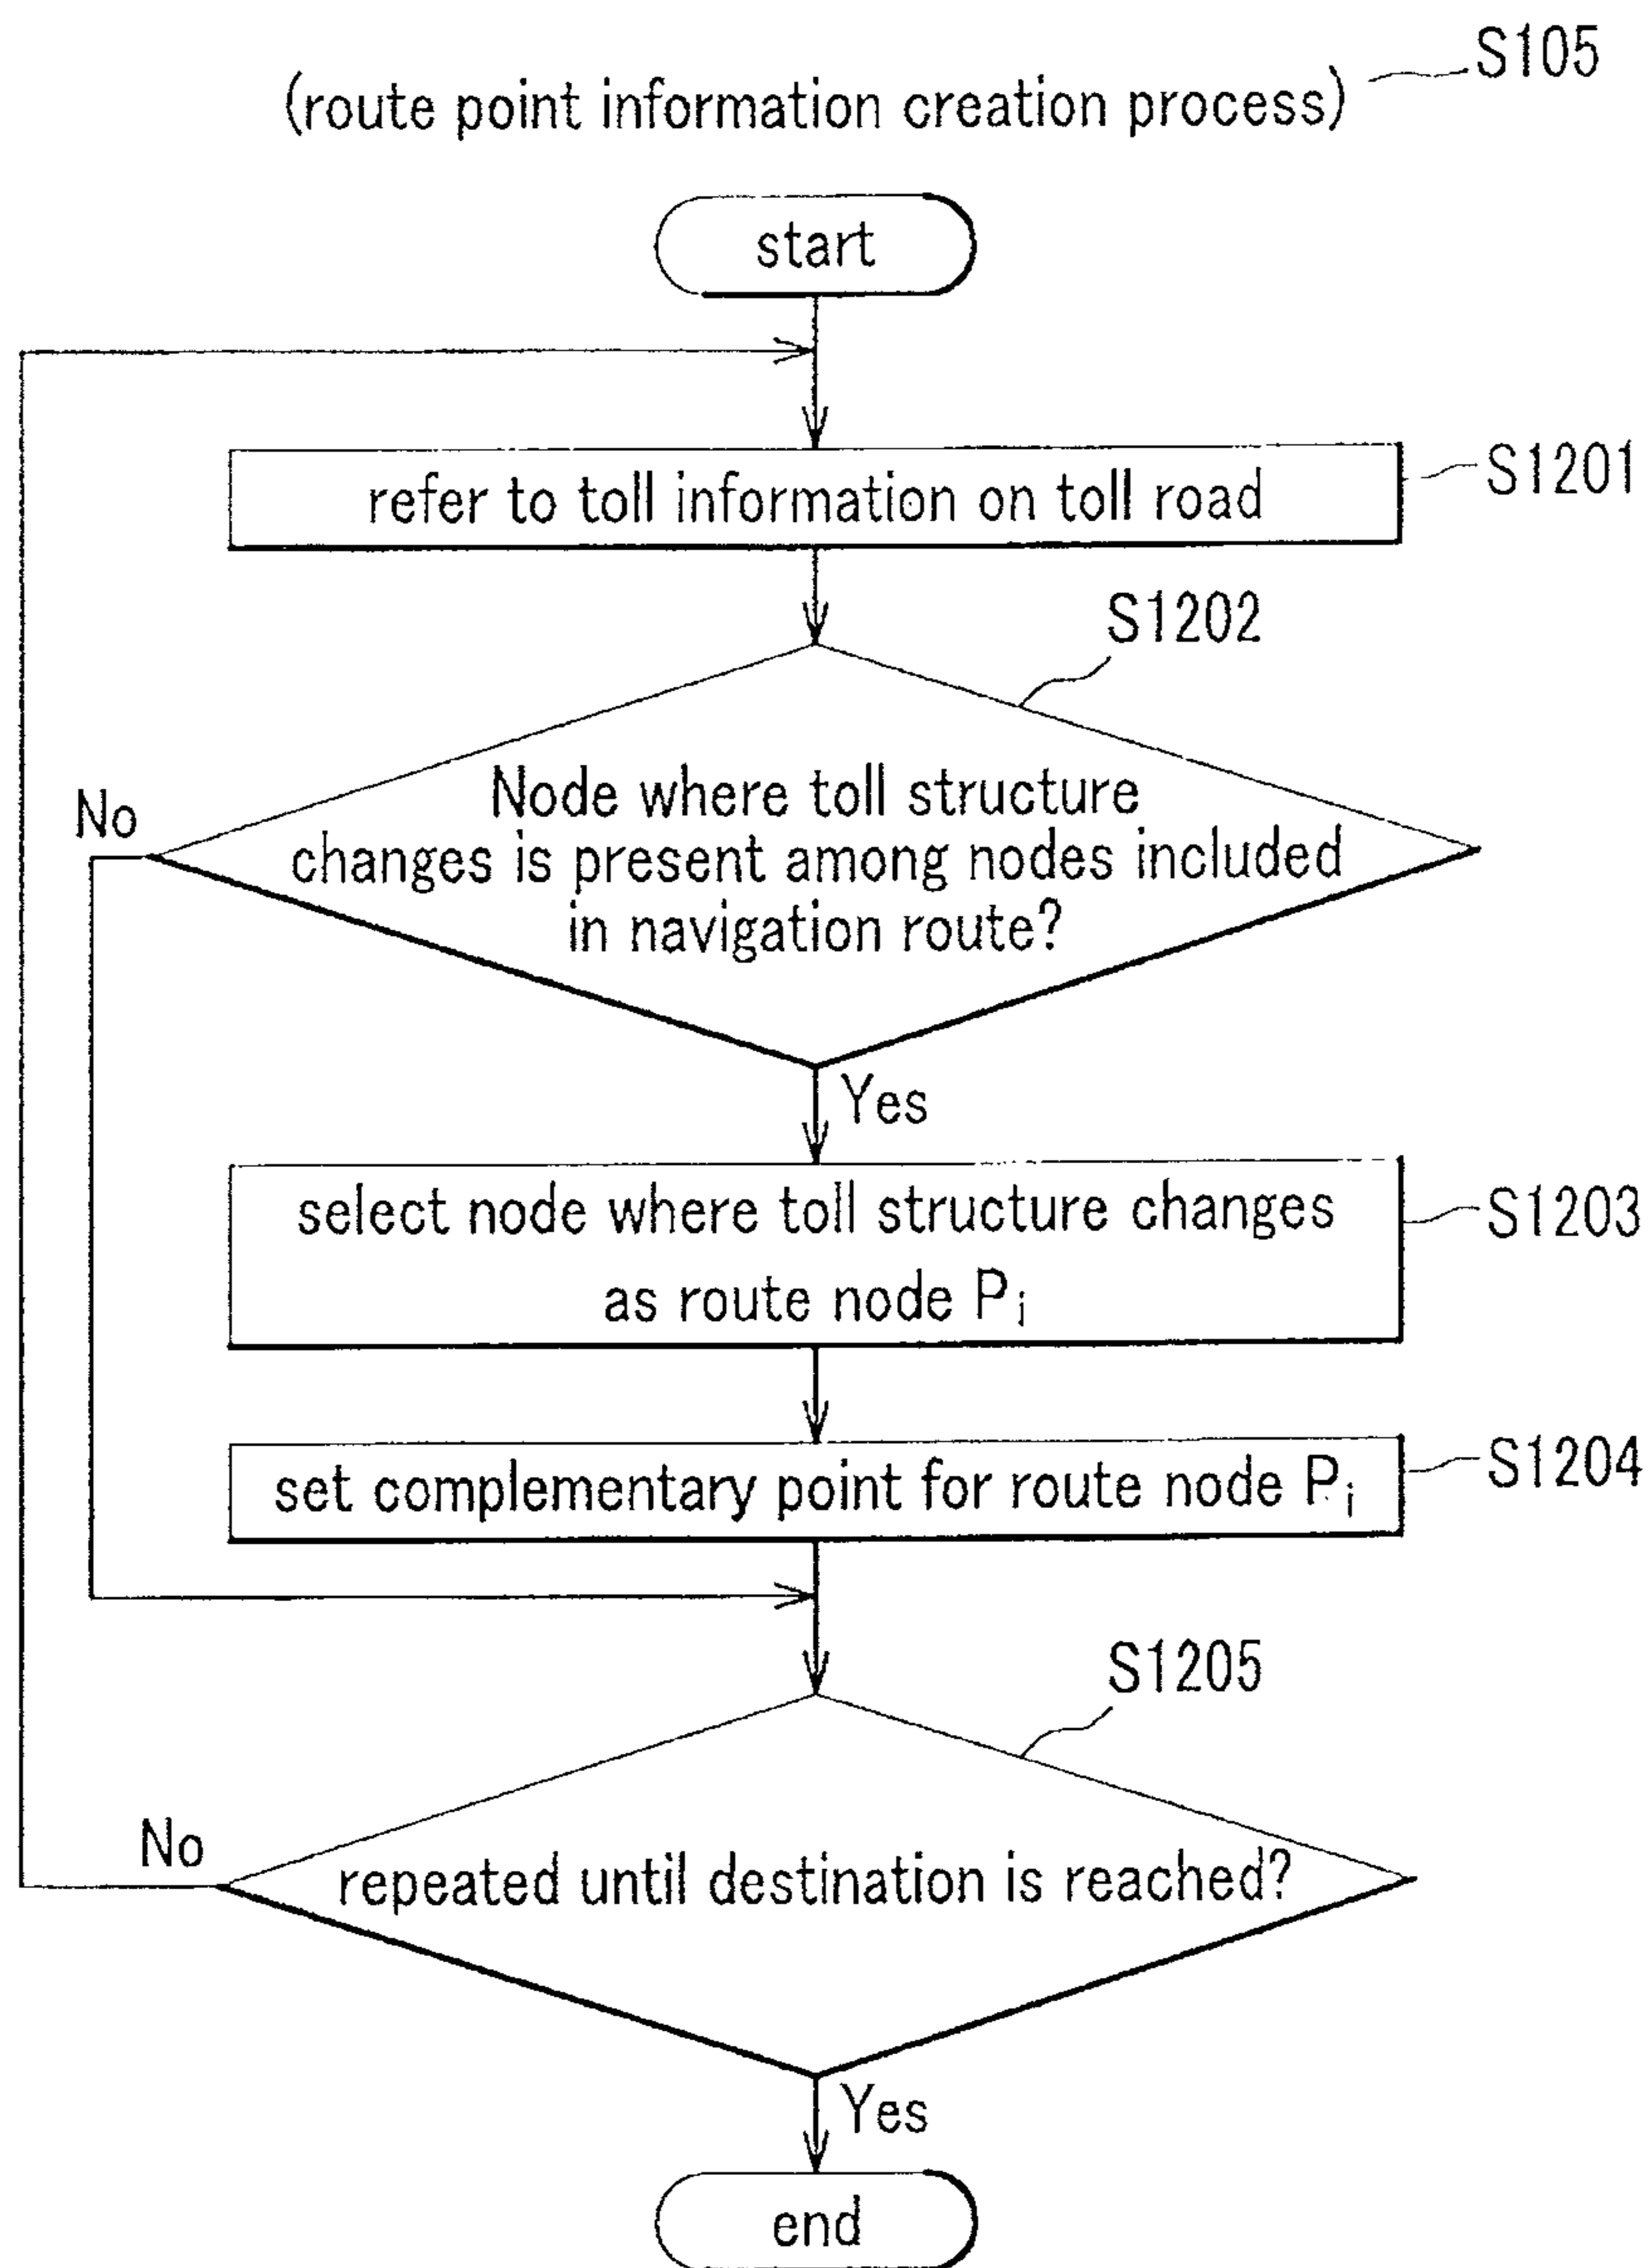 S105
(route point information creation process)
start
refer to toll information on toll road
S1201
S1202
Node where toll structure
changes is present among nodes included
in navigation route?
No
Yes
select node where toll structure changes
as route node Pi
S1203
set complementary point for route node Pi
S1204
S1205
repeated until destination is reached?
No
Yes
end